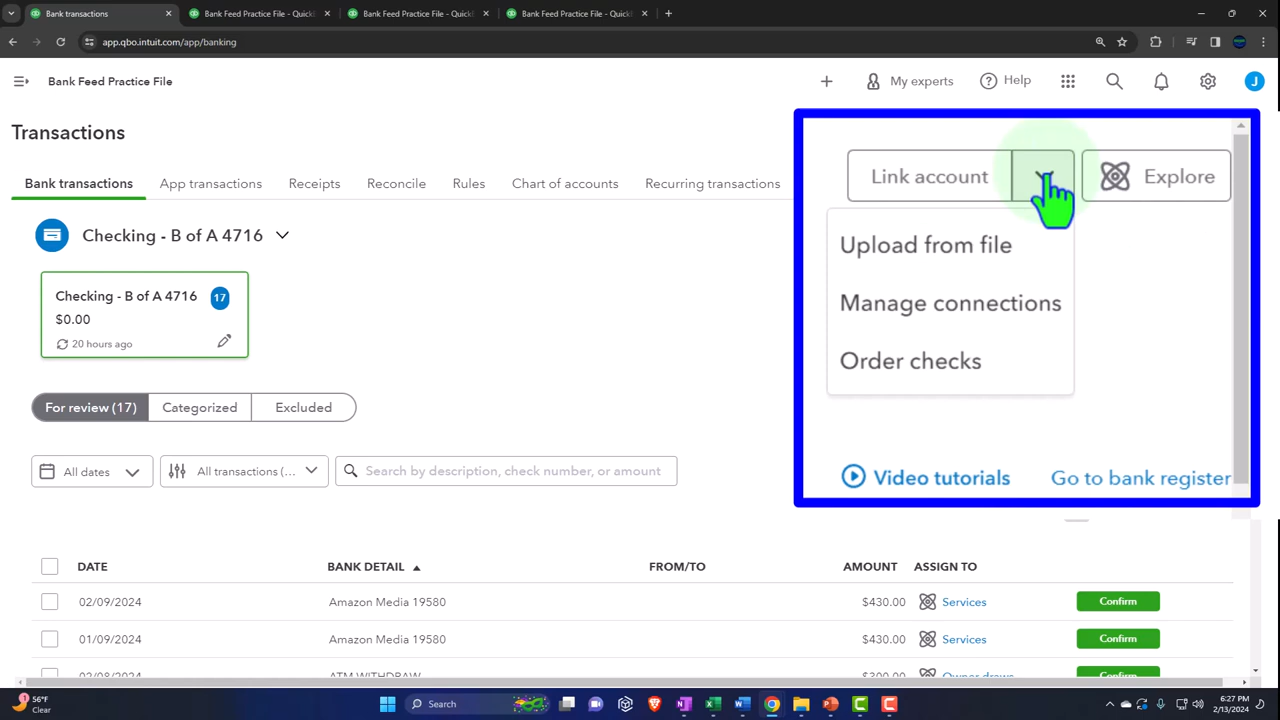 Bank transactions
Bank Feed Practice File - Quickl
Bank Feed Practice File - Quickl
Bank Feed Practice File - Quickl
app.qbo.intuit.com/app/banking
Bank Feed Practice File
My experts
Help
J
Transactions
Bank transactions App transactions Receipts Reconcile Rules Chart of accounts Recurring transactions
Link account
Explore
Upload from file
Manage connections
Order checks
Video tutorials
Go to bank register
Checking - B of A 4716
Checking - B of A 4716 17
$0.00
20 hours ago
For review (17) Categorized Excluded
All dates
All transactions (...
Search by description, check number, or amount
DATE BANK DETAIL FROM/TO AMOUNT ASSIGN TO
02/09/2024 Amazon Media 19580 $430.00 Services Confirm
01/09/2024 Amazon Media 19580 $430.00 Services Confirm
02/08/2024 ATM WITHDRAW $300.00 Owner draws Confirm
56°F
Clear
Search
6:27 PM
2/13/2024